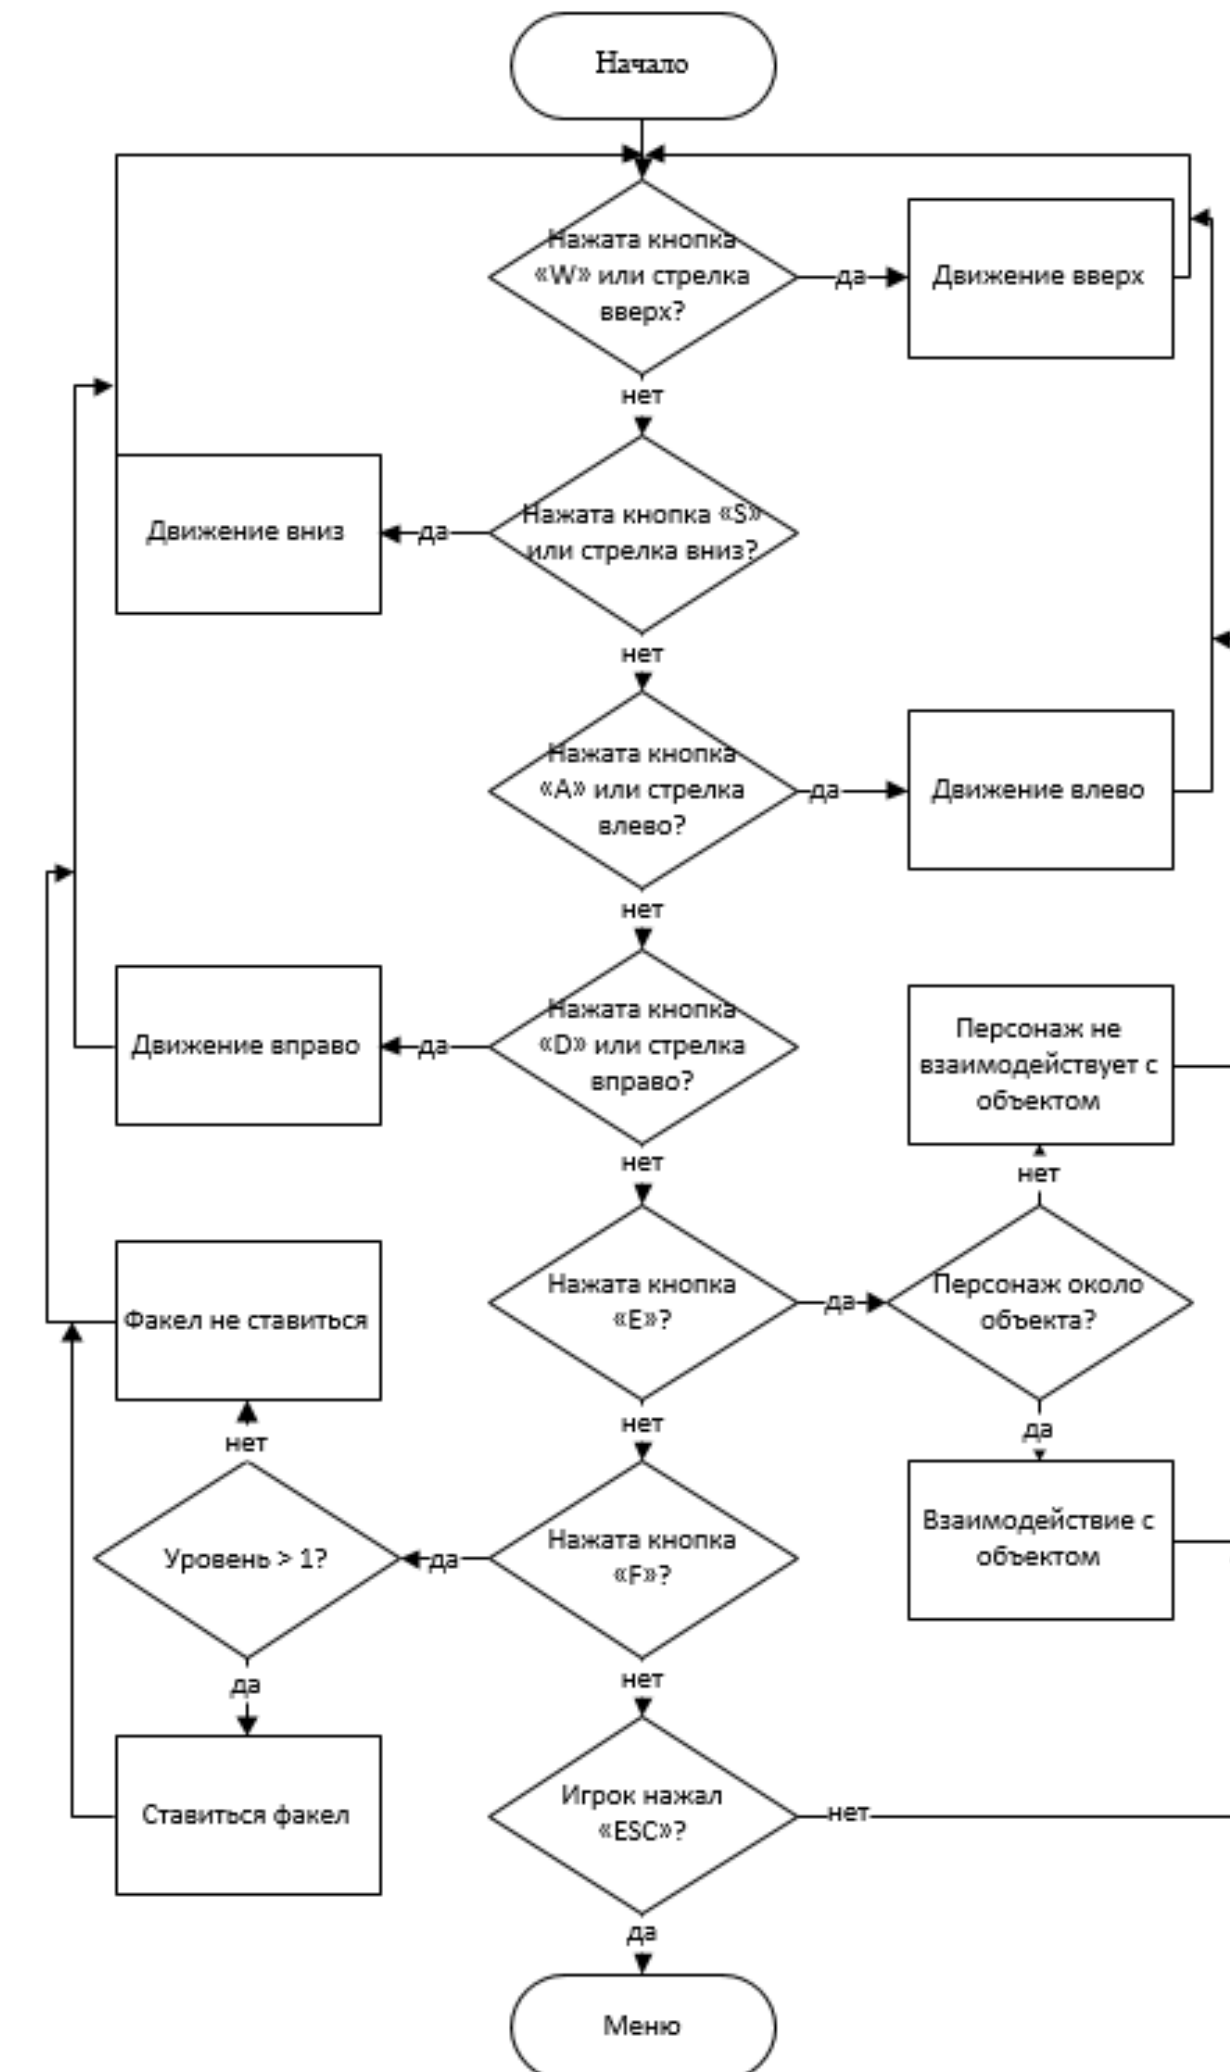 Начало
Нажата кнопка
«W» или стрелка
вверх?
да
Движение вверх
нет
Движение вниз
да
Нажата кнопка «S»
или стрелка вниз?
нет
Нажата кнопка
«A» или стрелка
влево?
да
Движение влево
нет
Движение вправо
да
Нажата кнопка
«D» или стрелка
вправо?
Персонаж не
взаимодействует с
объектом
нет
нет
Факел не ставиться
Нажата кнопка
«E»?
да
Персонаж около
объекта?
нет
нет
да
Уровень > 1?
да
Нажата кнопка
«F»?
Взаимодействие с
объектом
да
нет
Ставиться факел
Игрок нажал
«ESC»?
нет
да
Меню